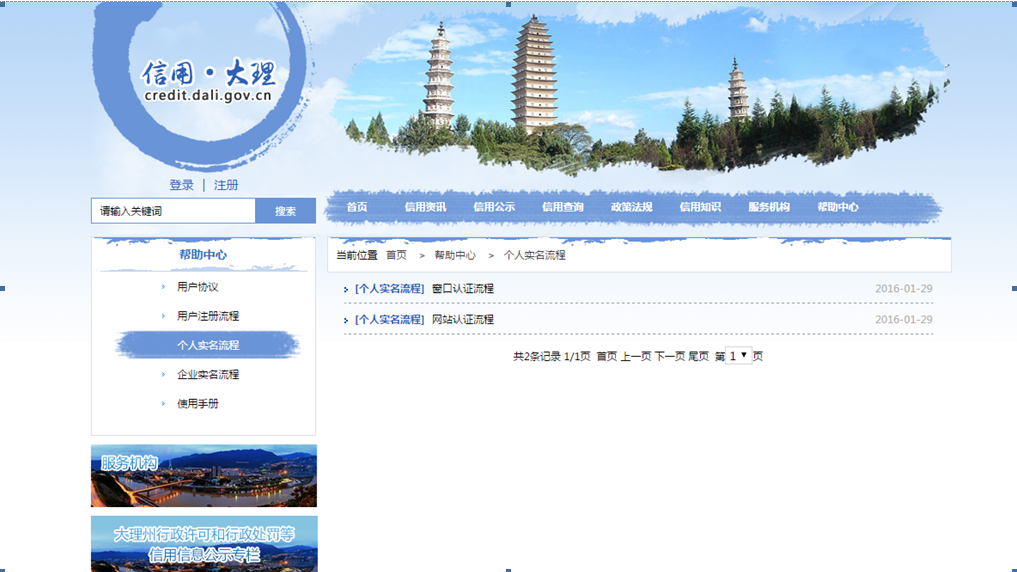 信用·大理
credit.dali.gov.cn
登录 | 注册
请输入关键词 搜索
首页 信用资讯 信用公示 信用查询 政策法规 信用知识 服务机构 帮助中心
帮助中心
用户协议
用户注册流程
个人实名流程
企业实名流程
使用手册
服务机构
大理州行政许可和行政处罚等
信用信息公示专栏
当前位置 首页 > 帮助中心 > 个人实名流程
[个人实名流程] 窗口认证流程 2016-01-29
[个人实名流程] 网站认证流程 2016-01-29
共2条记录 1/1页 首页 上一页 下一页 尾页 第 1 页